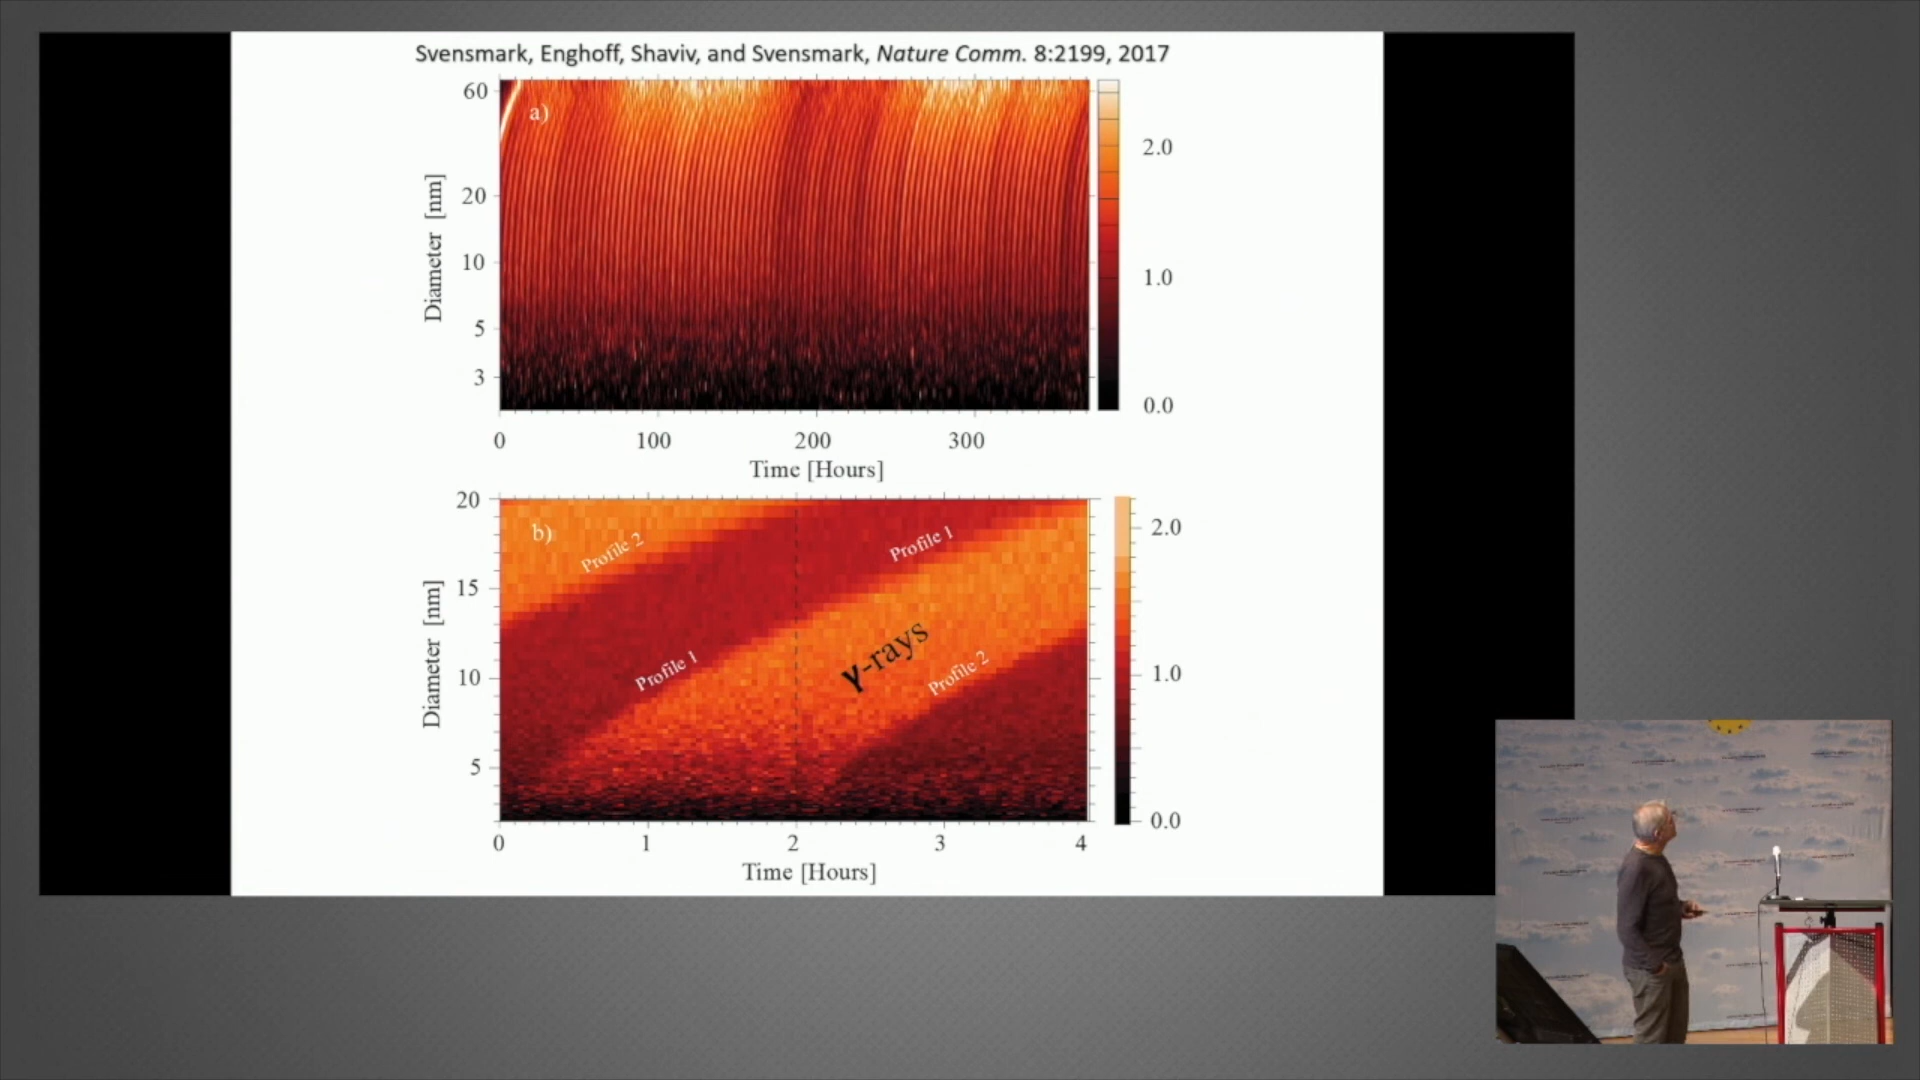 Svensmark, Enghoff, Shaviv, and Svensmark, Nature Comm. 8:2199, 2017
a)
60
20
10
5
3
Diameter [nm]
0 100 200 300
Time [Hours]
2.0
1.0
0.0
b)
20
15
10
5
Diameter [nm]
Profile 2
Profile 1
Profile 1
γ-rays
Profile 2
0 1 2 3 4
Time [Hours]
2.0
1.0
0.0